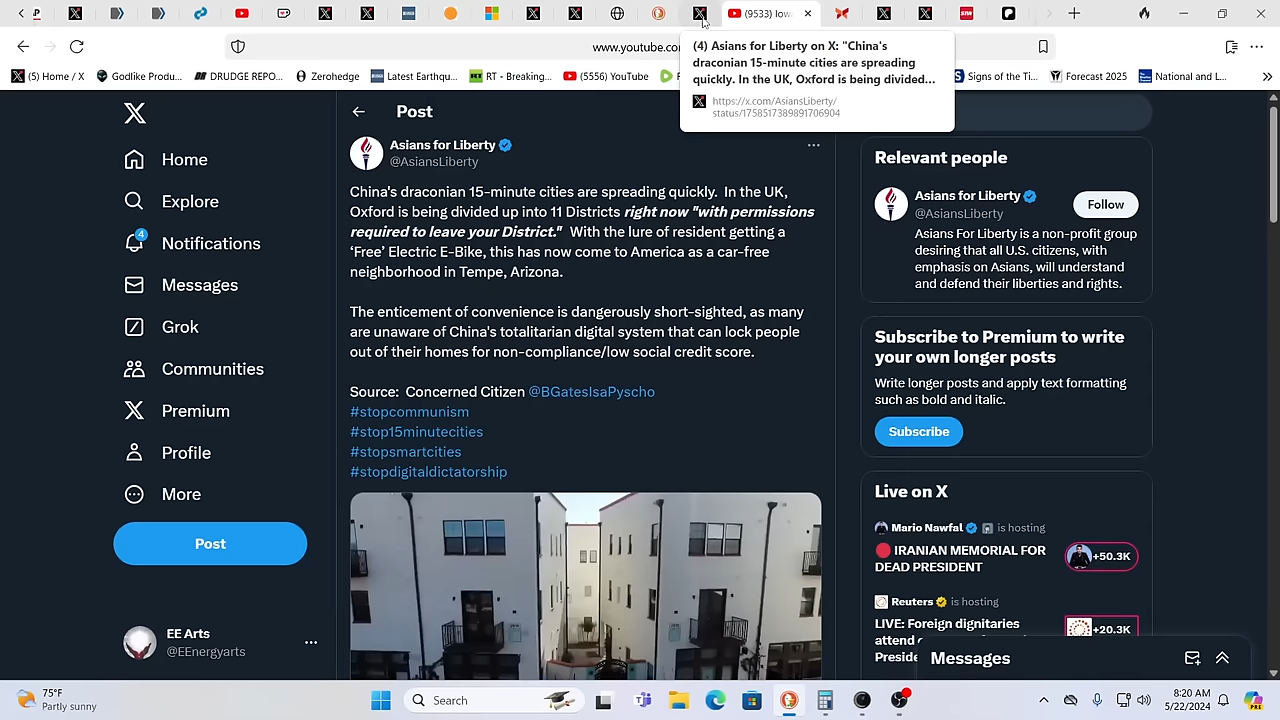 (9533) Iow
www.youtube.co
(5) Home / X
Godlike Produ...
DRUDGE REPO...
Zerohedge
Latest Earthqu...
RT - Breaking...
(5556) YouTube
Signs of the Ti...
Forecast 2025
National and L...
(4) Asians for Liberty on X: "China's
draconian 15-minute cities are spreading
quickly. In the UK, Oxford is being divided...
https://x.com/AsiansLiberty/
status/1758517389891706904
Home
Explore
4
Notifications
Messages
Grok
Communities
Premium
Profile
More
Post
EE Arts
@EEnergyarts
Post
Asians for Liberty
@AsiansLiberty
China's draconian 15-minute cities are spreading quickly. In the UK,
Oxford is being divided up into 11 Districts right now "with permissions
required to leave your District." With the lure of resident getting a
‘Free’ Electric E-Bike, this has now come to America as a car-free
neighborhood in Tempe, Arizona.
The enticement of convenience is dangerously short-sighted, as many
are unaware of China's totalitarian digital system that can lock people
out of their homes for non-compliance/low social credit score.
Source: Concerned Citizen @BGatesIsaPyscho
#stopcommunism
#stop15minutecities
#stopsmartcities
#stopdigitaldictatorship
Relevant people
Asians for Liberty
@AsiansLiberty
Follow
Asians For Liberty is a non-profit group
desiring that all U.S. citizens, with
emphasis on Asians, will understand
and defend their liberties and rights.
Subscribe to Premium to write
your own longer posts
Write longer posts and apply text formatting
such as bold and italic.
Subscribe
Live on X
Mario Nawfal is hosting
IRANIAN MEMORIAL FOR
DEAD PRESIDENT
+50.3K
Reuters is hosting
LIVE: Foreign dignitaries
attend
Preside
+20.3K
Messages
75°F
Partly sunny
Search
8:20 AM
5/22/2024